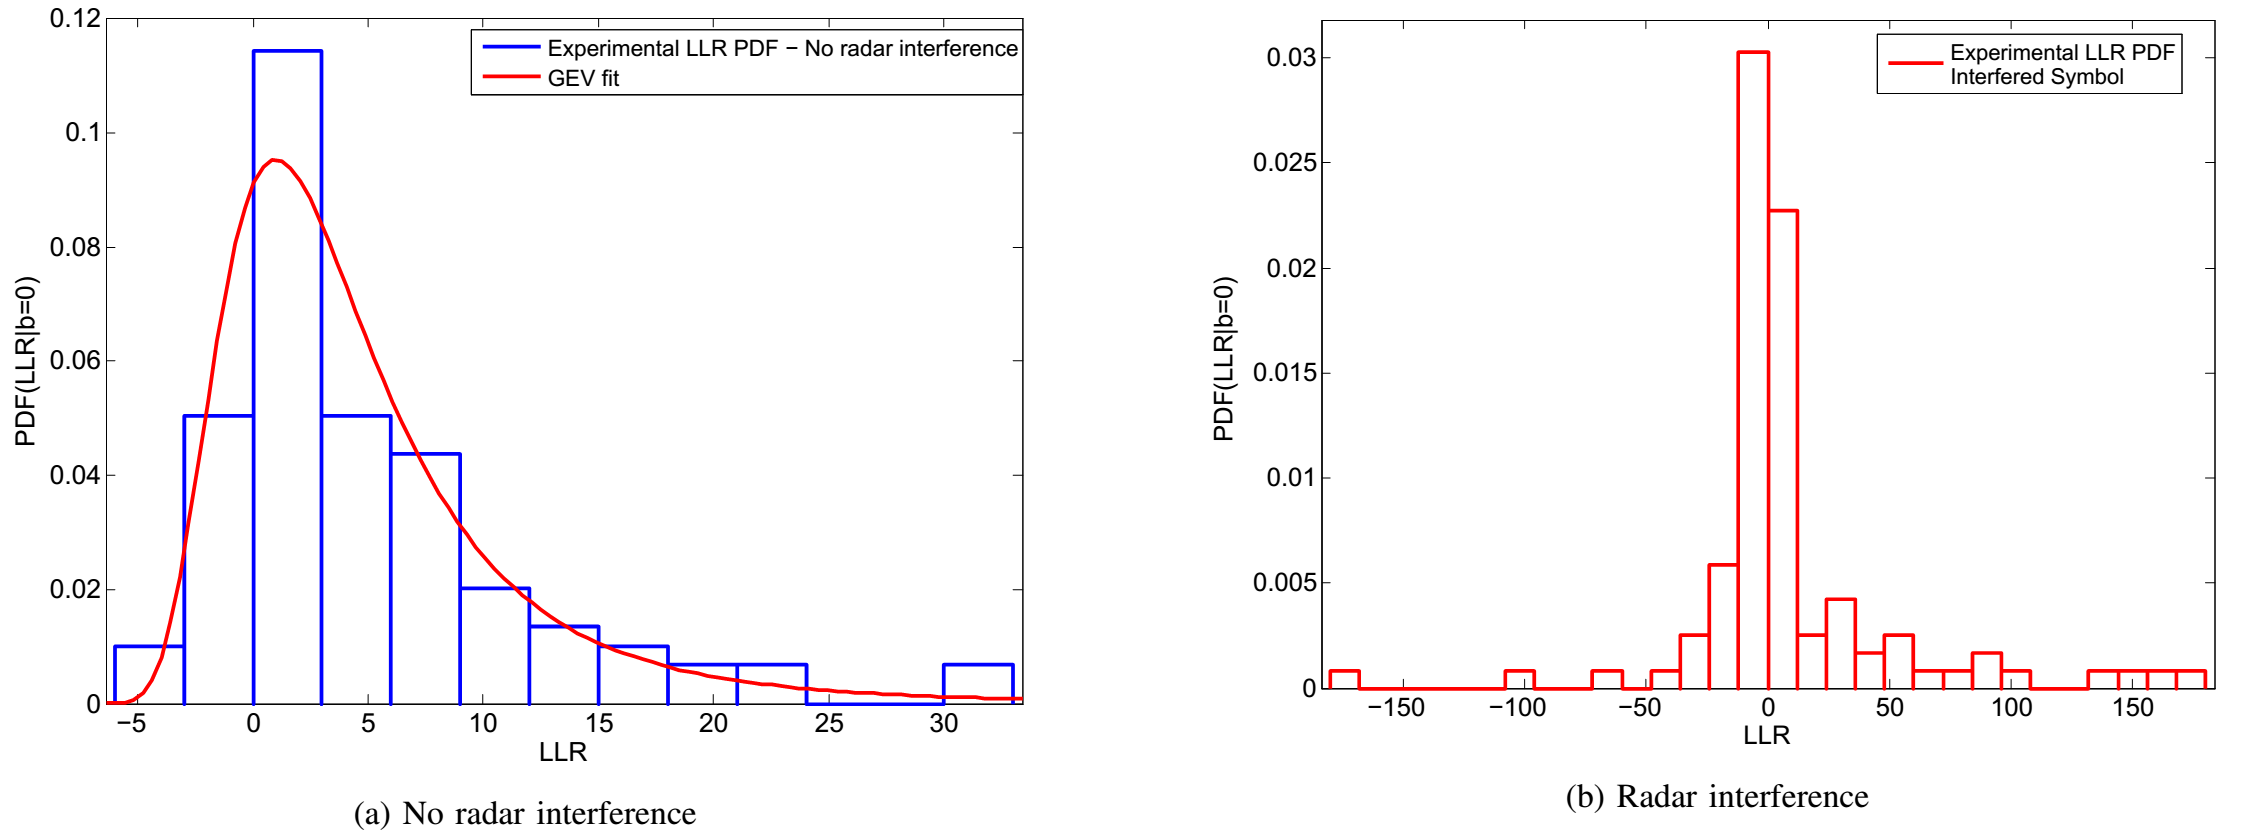 0.12
0.1
0.08
0.06
0.04
0.02
0
PDF(LLR|b=0)
Experimental LLR PDF − No radar interference
GEV fit
−5 0 5 10 15 20 25 30
LLR
(a) No radar interference
0.03
0.025
0.02
0.015
0.01
0.005
0
PDF(LLR|b=0)
Experimental LLR PDF
Interfered Symbol
−150 −100 −50 0 50 100 150
LLR
(b) Radar interference